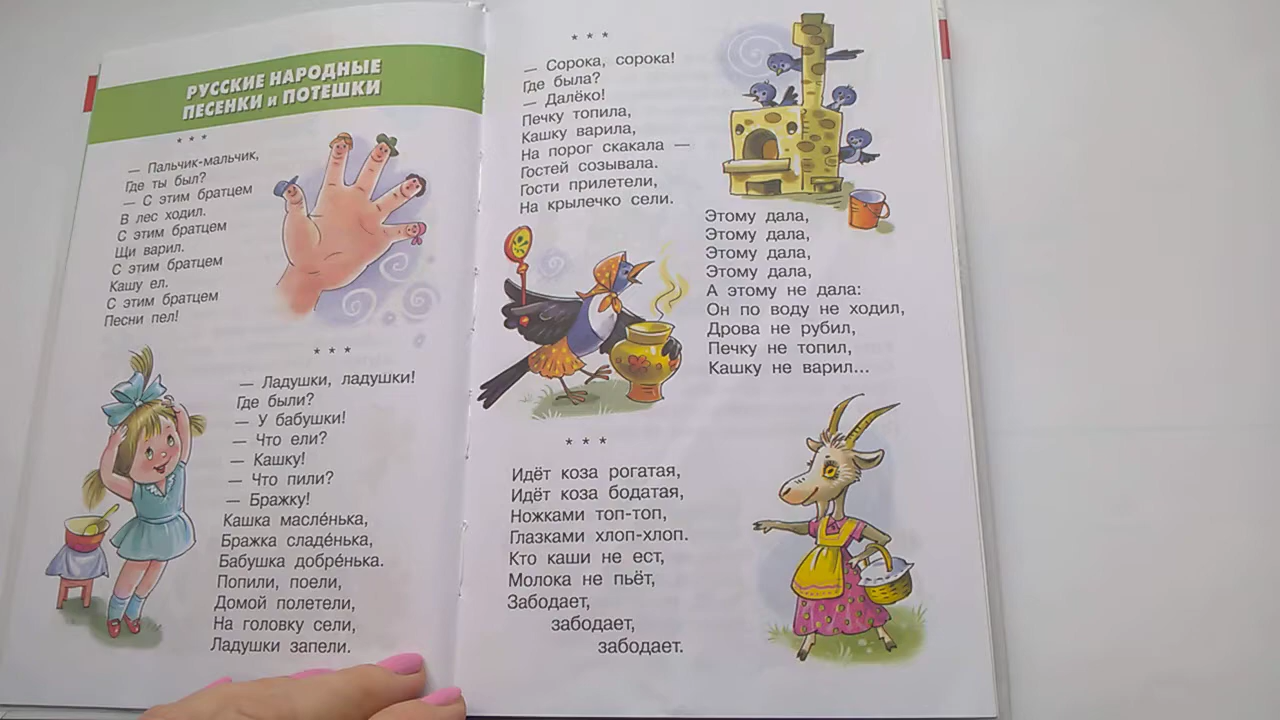 РУССКИЕ НАРОДНЫЕ
ПЕСЕНКИ и ПОТЕШКИ
* * *
— Пальчик-мальчик,
Где ты был?
— С этим братцем
В лес ходил.
С этим братцем
Щи варил.
С этим братцем
Кашу ел.
С этим братцем
Песни пел!
* * *
— Ладушки, ладушки!
Где были?
— У бабушки!
— Что ели?
— Кашку!
— Что пили?
— Бражку!
Кашка масле́нька,
Бражка сладе́нька,
Бабушка добре́нька.
Попили, поели,
Домой полетели,
На головку сели,
Ладушки запели.
* * *
— Сорока, сорока!
Где была?
— Далёко!
Печку топила,
Кашку варила,
На порог скакала —
Гостей созывала.
Гости прилетели,
На крылечко сели.
Этому дала,
Этому дала,
Этому дала,
Этому дала,
А этому не дала:
Он по воду не ходил,
Дрова не рубил,
Печку не топил,
Кашку не варил...
* * *
Идёт коза рогатая,
Идёт коза бодатая,
Ножками топ-топ,
Глазками хлоп-хлоп.
Кто каши не ест,
Молока не пьёт,
Забодает,
забодает,
забодает.